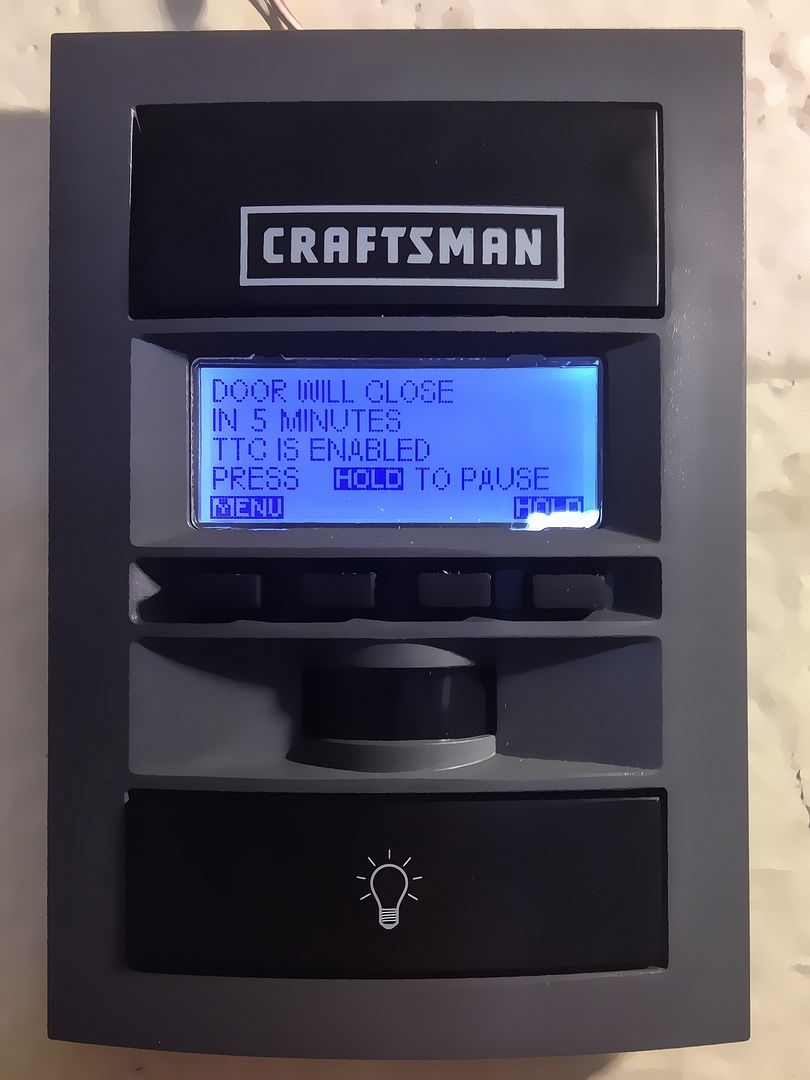 CRAFTSMAN
DOOR WILL CLOSE
IN 5 MINUTES
TTC IS ENABLED
PRESS HOLD TO PAUSE
MENU HOLD